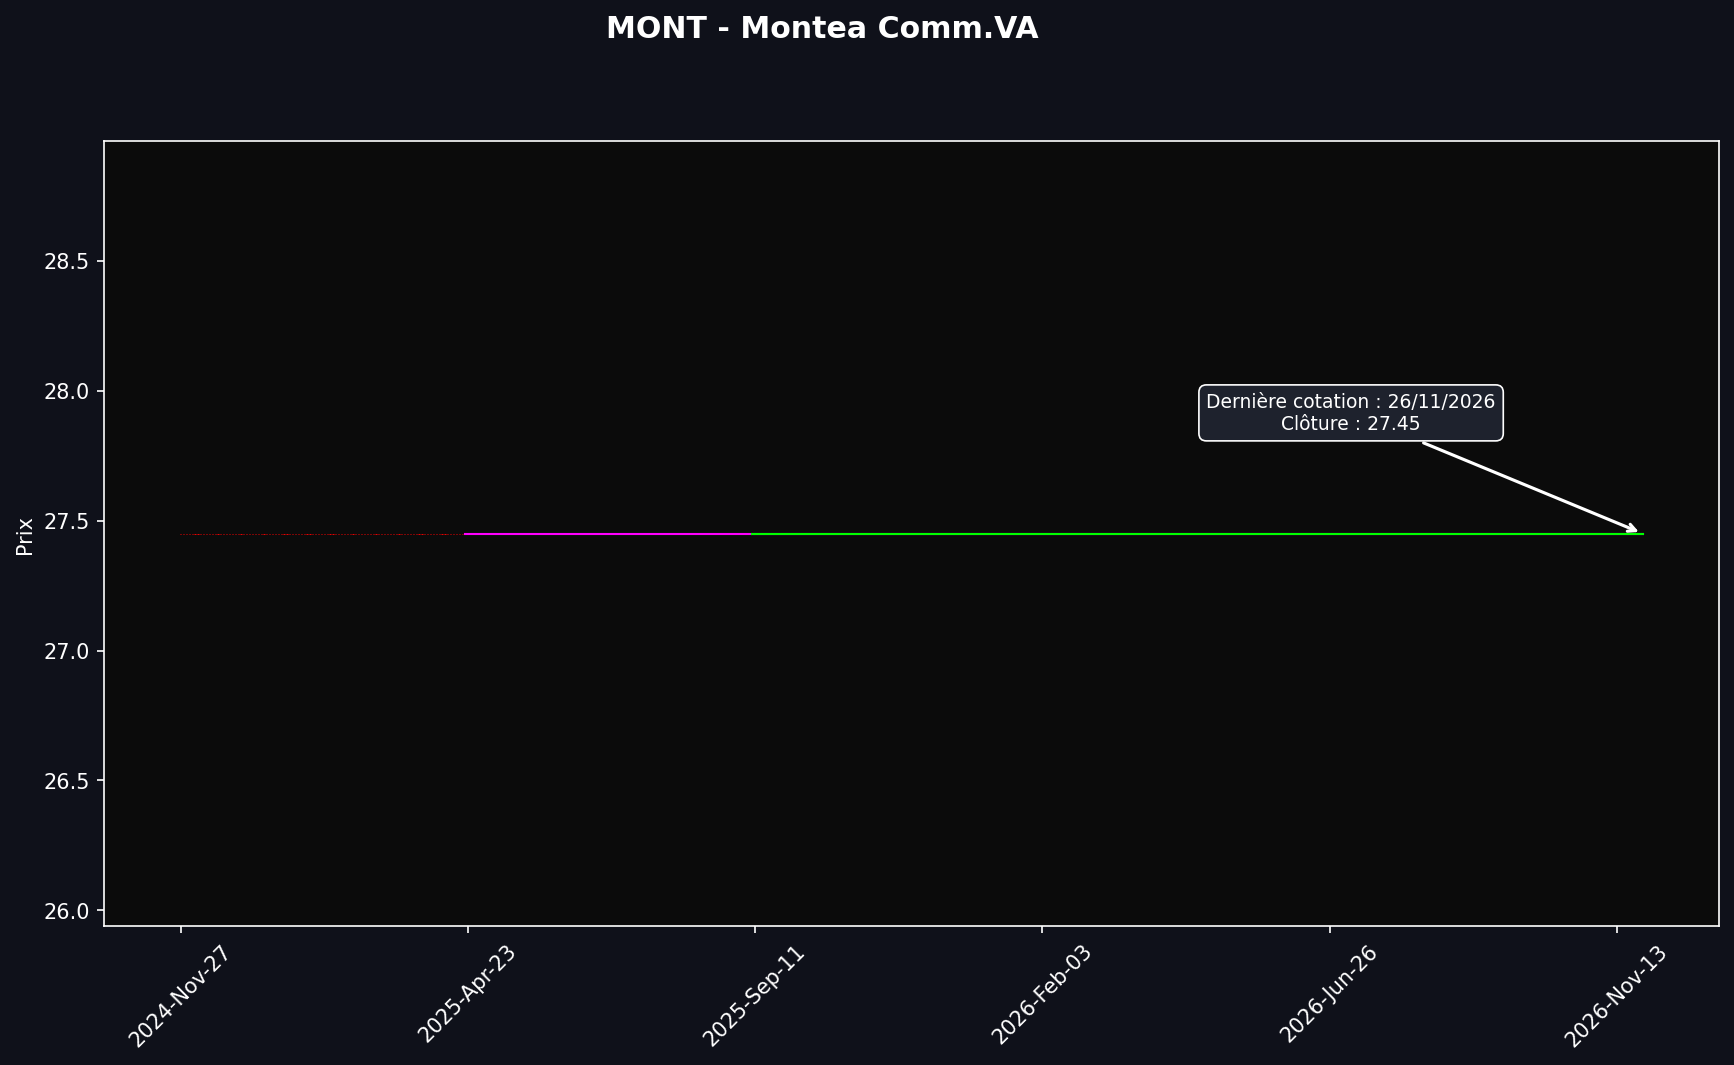 MONT - Montea Comm.VA
28.5
28.0
27.5
27.0
26.5
26.0
Prix
Dernière cotation : 26/11/2026
Clôture : 27.45
2024-Nov-27
2025-Apr-23
2025-Sep-11
2026-Feb-03
2026-Jun-26
2026-Nov-13